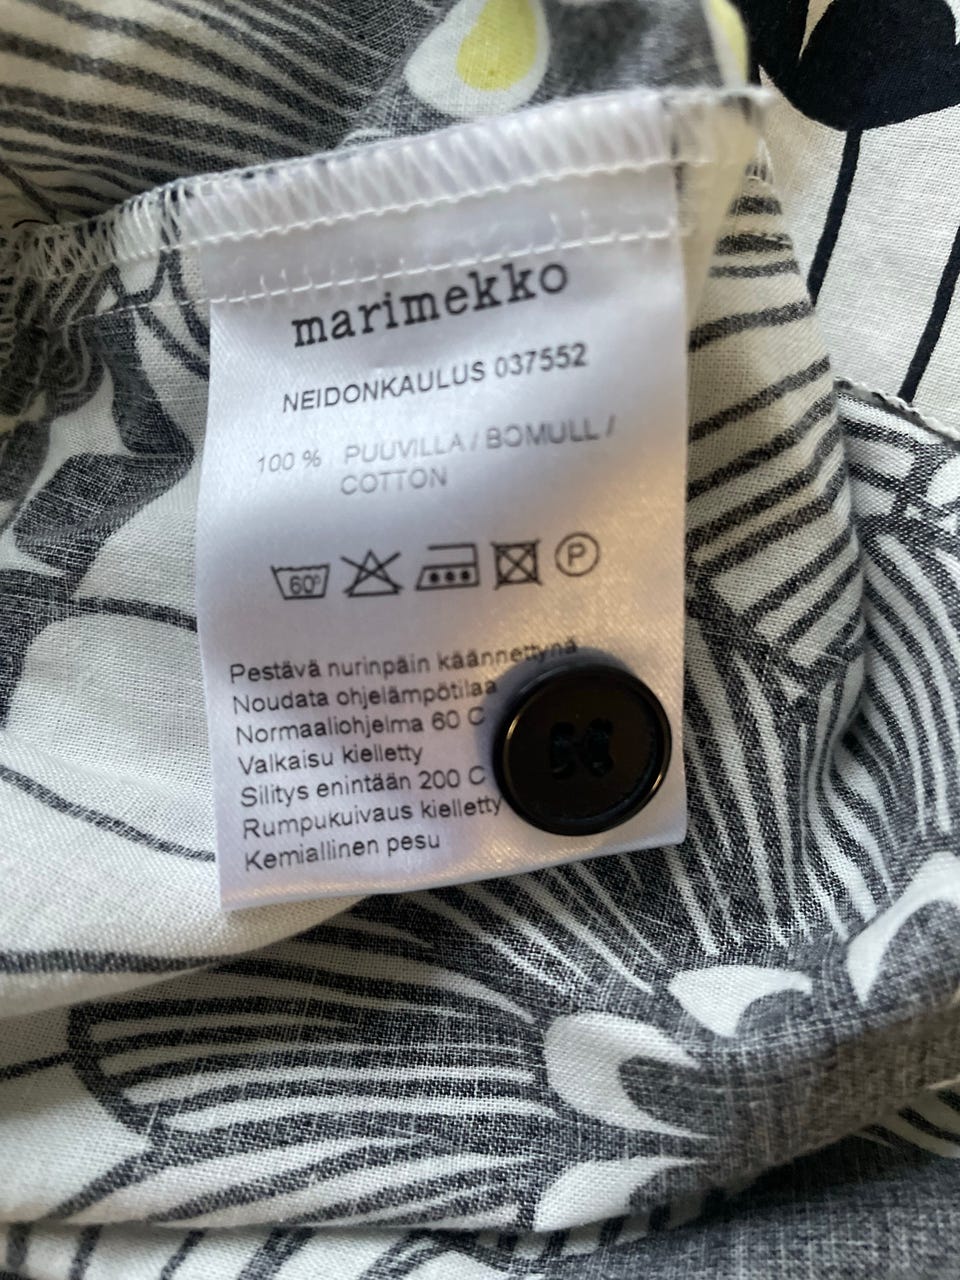 marimekko
NEIDONKAULUS 037552
100 % PUUVILLA / BOMULL /
COTTON
60°
P
Pestävä nurinpäin käännettynä
Noudata ohjelämpötilaa
Normaaliohjelma 60 C
Valkaisu kielletty
Silitys enintään 200 C
Rumpukuivaus kielletty
Kemiallinen pesu